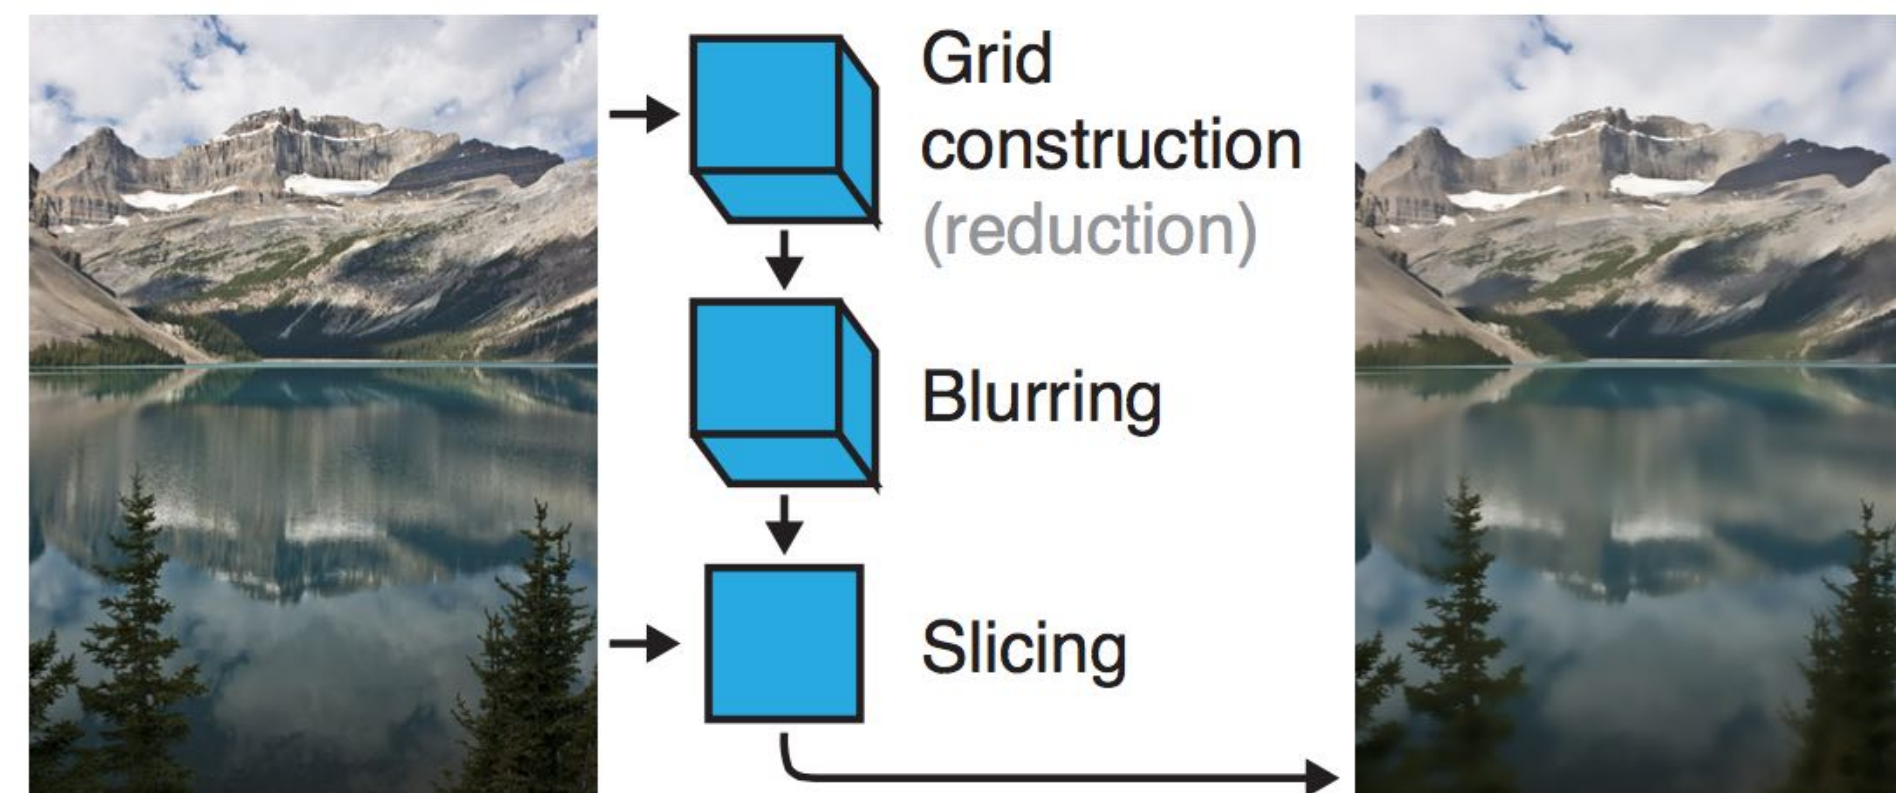 Grid
construction
(reduction)
Blurring
Slicing